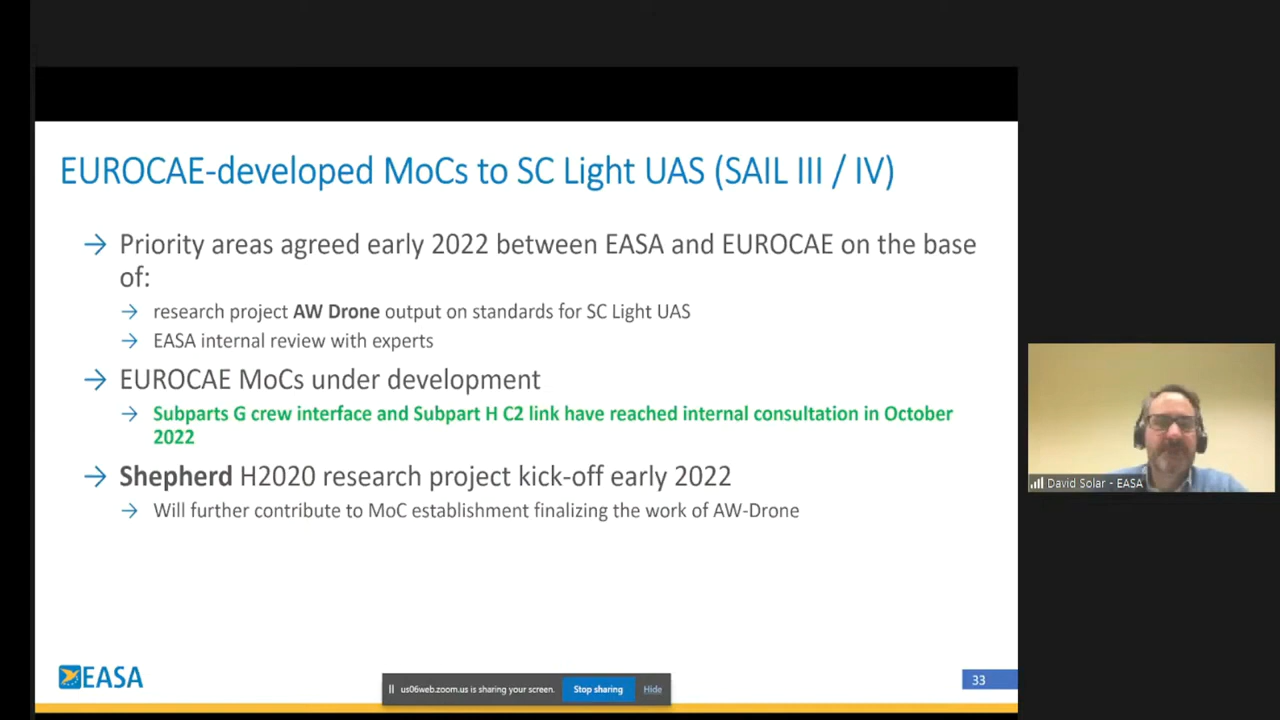 EUROCAE-developed MoCs to SC Light UAS (SAIL III / IV)
→ Priority areas agreed early 2022 between EASA and EUROCAE on the base
of:
→ research project AW Drone output on standards for SC Light UAS
→ EASA internal review with experts
→ EUROCAE MoCs under development
→ Subparts G crew interface and Subpart H C2 link have reached internal consultation in October
2022
→ Shepherd H2020 research project kick-off early 2022
→ Will further contribute to MoC establishment finalizing the work of AW-Drone
David Solar - EASA
EASA
us06web.zoom.us is sharing your screen. Stop sharing Hide
33